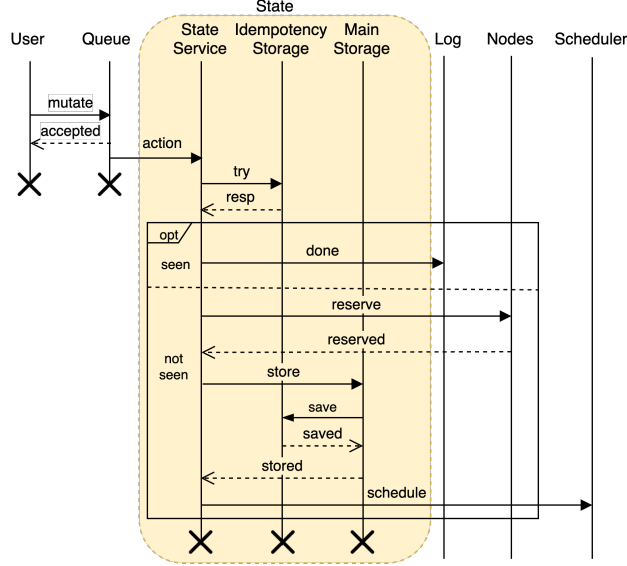 State
User
Queue
State
Service
Idempotency
Storage
Main
Storage
Log
Nodes
Scheduler
mutate
accepted
action
try
resp
opt
seen
done
reserve
reserved
not
seen
store
save
saved
stored
schedule